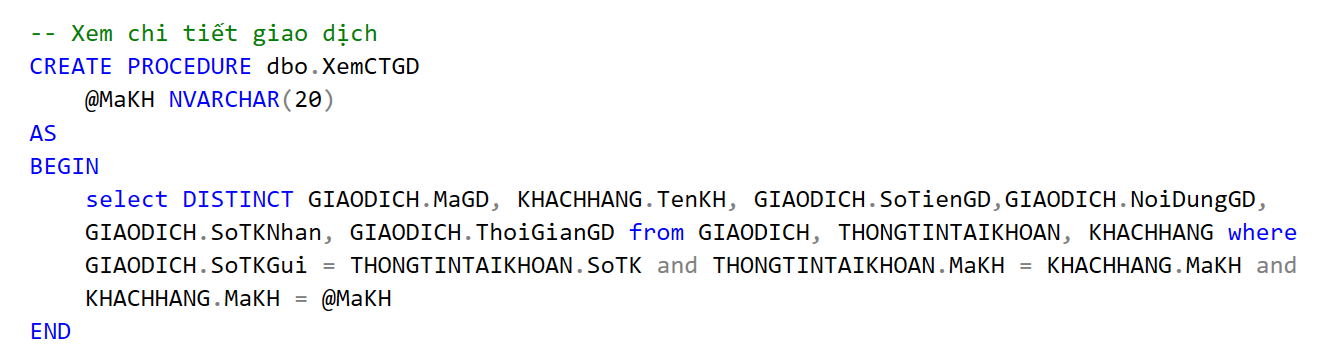 -- Xem chi tiết giao dịch
CREATE PROCEDURE dbo.XemCTGD
    @MaKH NVARCHAR(20)
AS
BEGIN
    select DISTINCT GIAODICH.MaGD, KHACHHANG.TenKH, GIAODICH.SoTienGD,GIAODICH.NoiDungGD,
    GIAODICH.SoTKNhan, GIAODICH.ThoiGianGD from GIAODICH, THONGTINTAIKHOAN, KHACHHANG where
    GIAODICH.SoTKGui = THONGTINTAIKHOAN.SoTK and THONGTINTAIKHOAN.MaKH = KHACHHANG.MaKH and
    KHACHHANG.MaKH = @MaKH
END